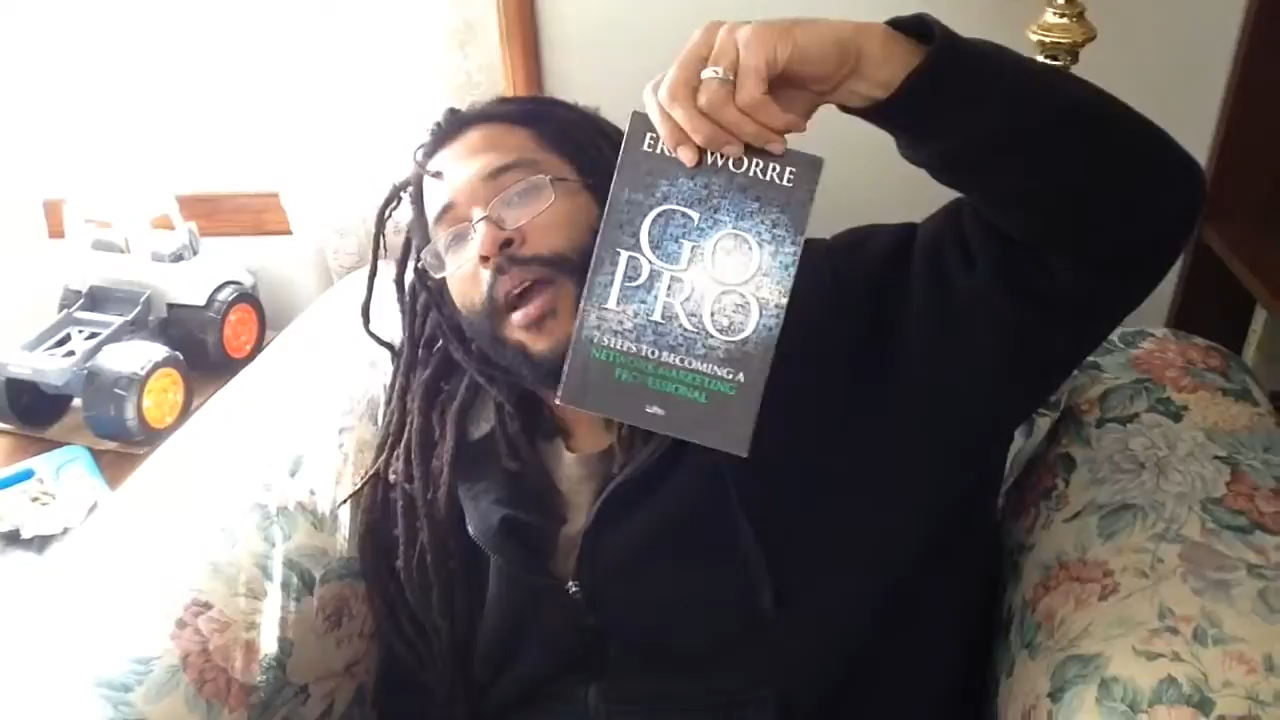 WORRE
GO
PRO
7 STEPS TO BECOMING A
NETWORK MARKETING
PROFESSIONAL